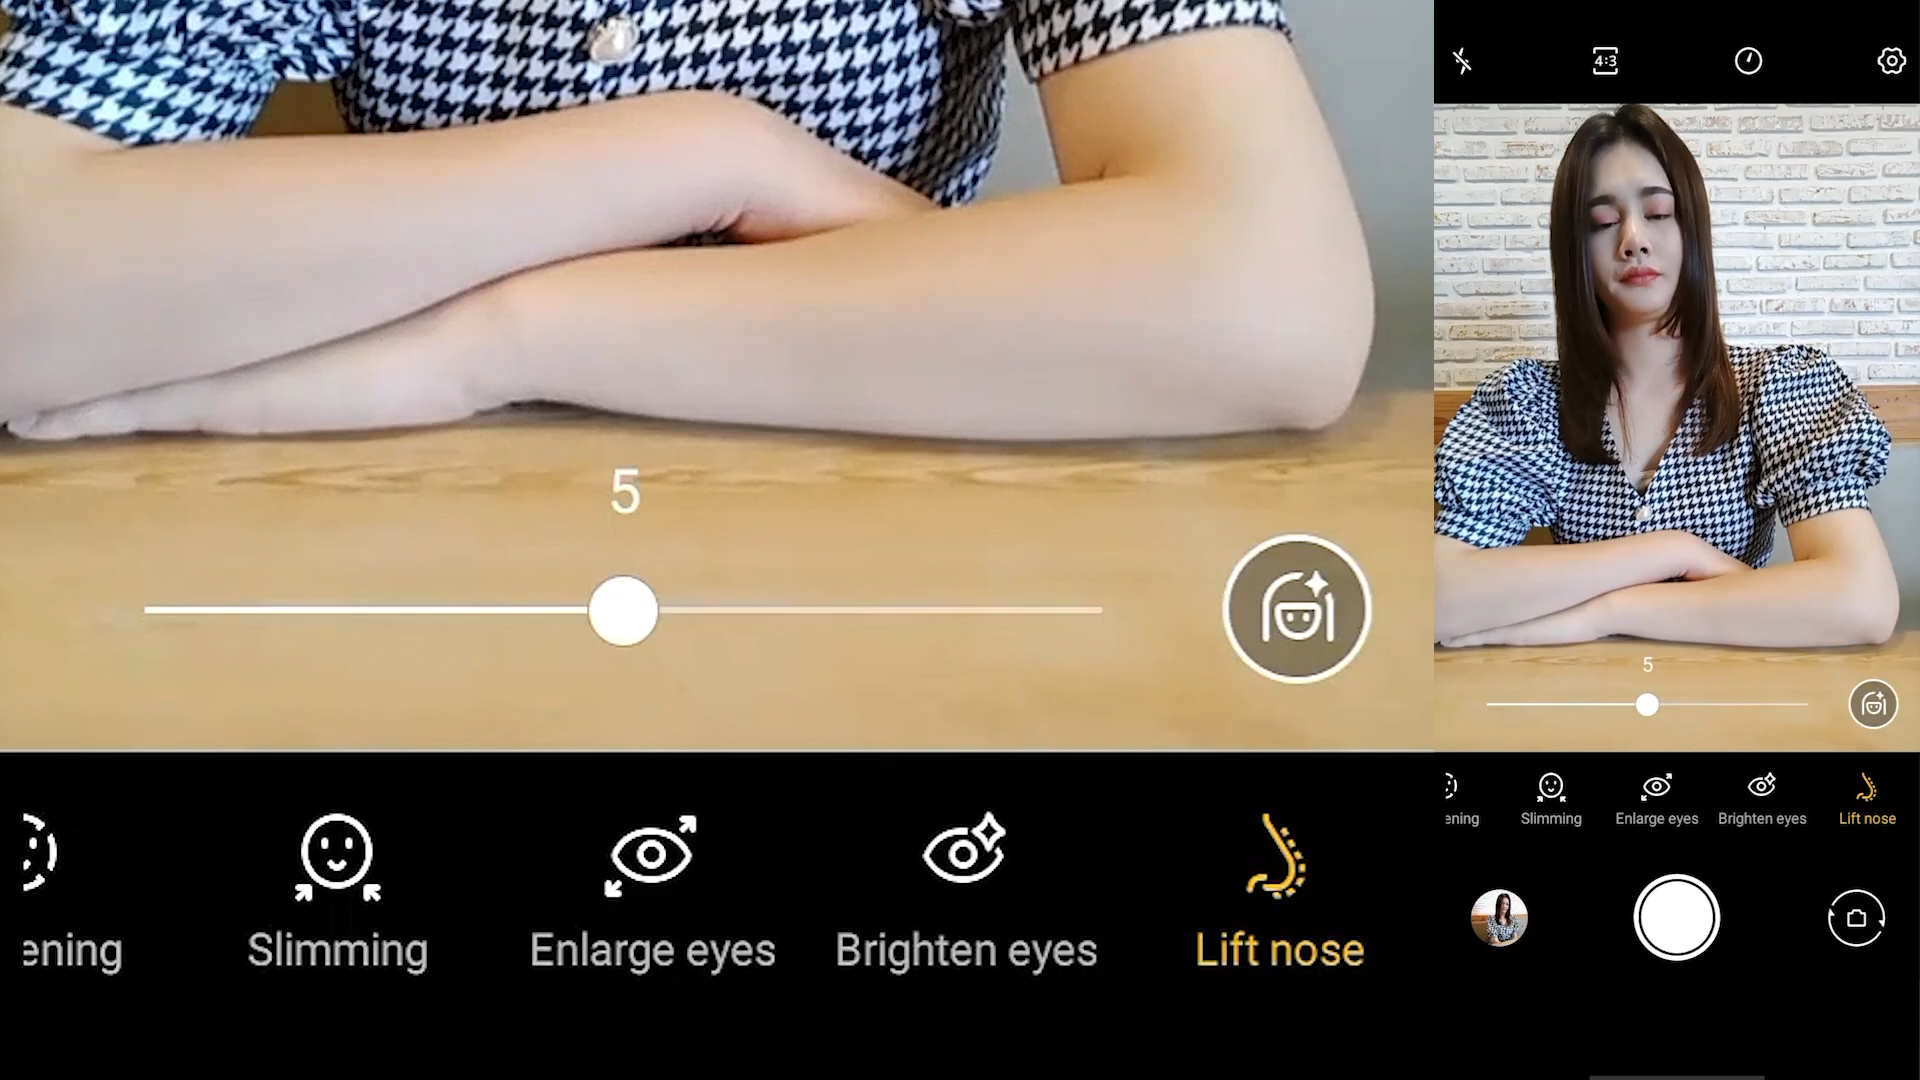 5
ening
Slimming
Enlarge eyes
Brighten eyes
Lift nose
4:3
5
ening
Slimming
Enlarge eyes
Brighten eyes
Lift nose